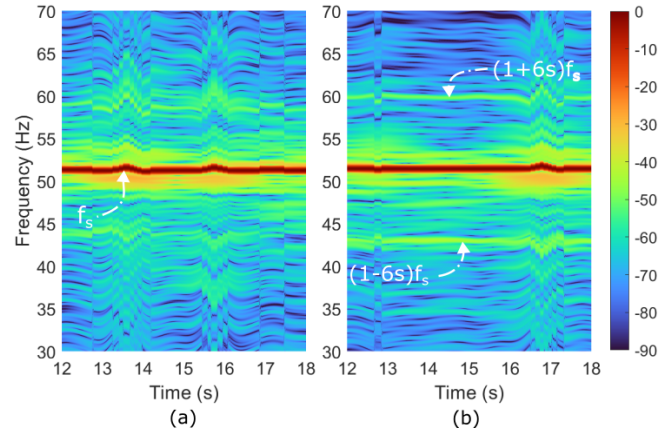 70
65
60
55
50
45
40
35
30
Frequency (Hz)
12 13 14 15 16 17 18
Time (s)
(a)
fs
70
65
60
55
50
45
40
35
30
12 13 14 15 16 17 18
Time (s)
(b)
(1+6s)fs
(1-6s)fs
0
-10
-20
-30
-40
-50
-60
-70
-80
-90